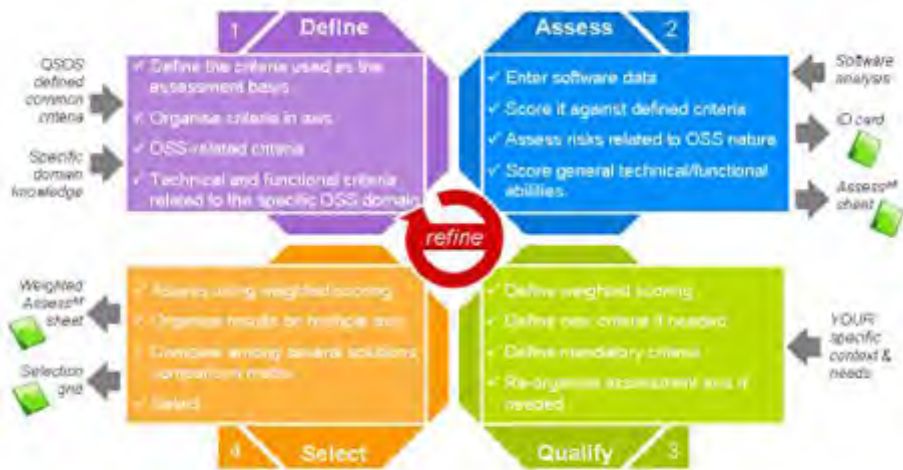 1 Define
Assess 2
QSOS
defined
common
criteria
Specific
domain
knowledge
✓ Define the criteria used as the
assessment basis
✓ Organise criteria in axis
✓ OSS-related criteria
✓ Technical and functional criteria
related to the specific OSS domain
✓ Enter software data
✓ Score it against defined criteria
✓ Assess risks related to OSS nature
✓ Score general technical/functional
abilities.
Software
analysis
ID card
sheet
refine
Weighted
sheet
Selection
grid
✓ Assess using weighted scoring
✓ Organise results on multiple axis
✓ Compare among several solutions
comparison matrix
✓ Select
✓ Define weighted scoring
✓ Define new criteria if needed
✓ Define mandatory criteria
✓ Re-organise assessment axis if
needed
YOUR
specific
context &
needs
4 Select
Qualify 3